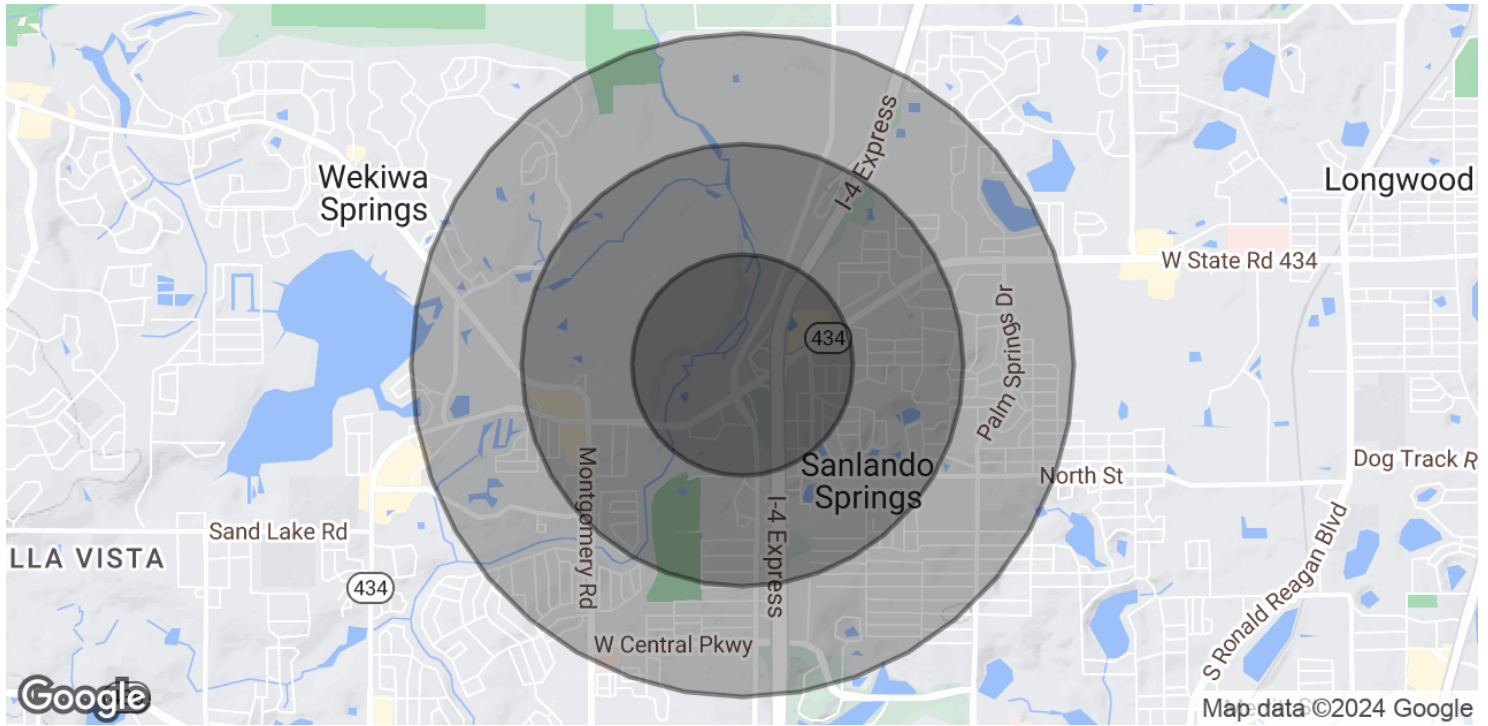 I-4 Express
Wekiwa
Springs
Longwood
W State Rd 434
434
Palm Springs Dr
Sanlando
Springs
North St
Dog Track R
Montgomery Rd
I-4 Express
Sand Lake Rd
LLA VISTA
434
S Ronald Reagan Blvd
W Central Pkwy
Google
Map data ©2024 Google